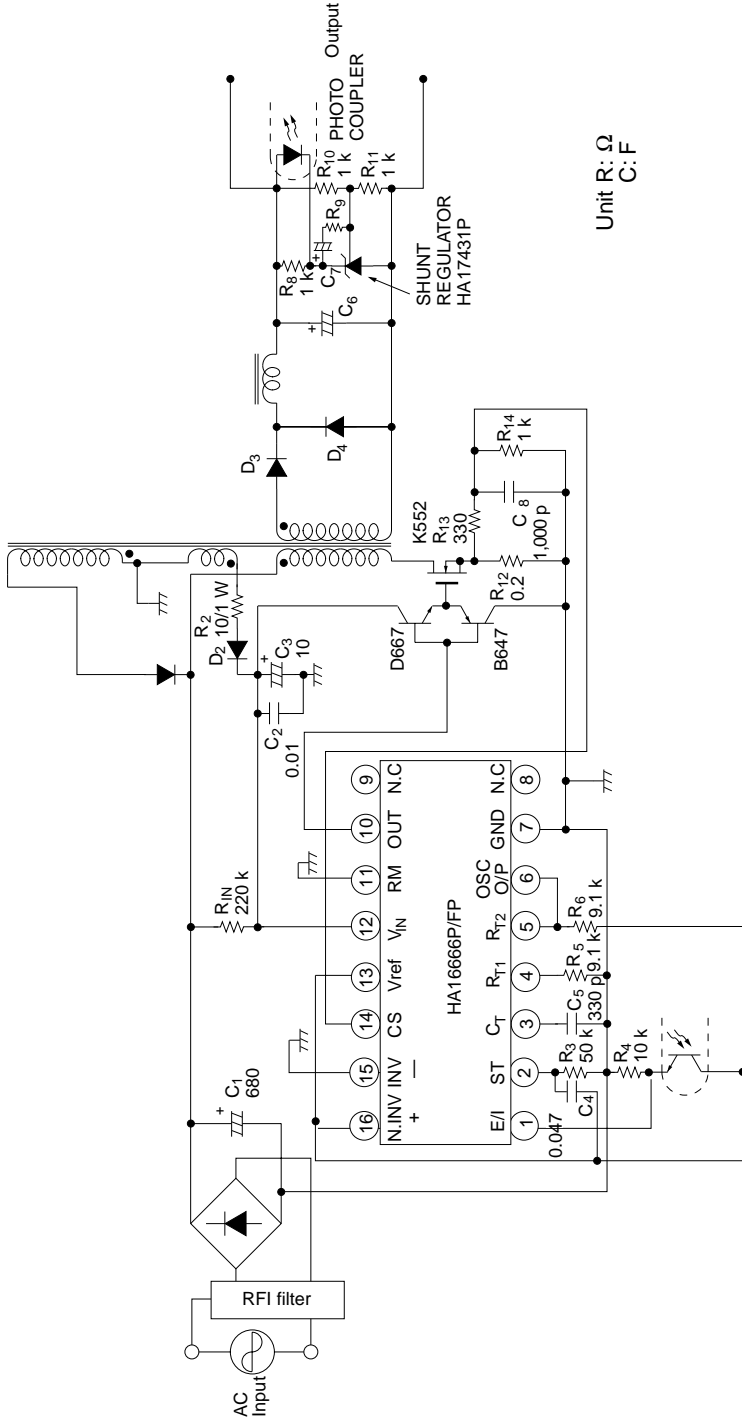 AC
Input
RFI filter
C1
680
+
RIN
220 k
R2
10/1 W
D2
C3
10
+
C2
0.01
D3
D4
C6
+
R8
1 k
C7
+
R9
R10
1 k
R11
1 k
PHOTO
COUPLER
Output
SHUNT
REGULATOR
HA17431P
D667
B647
K552
R13
330
R12
0.2
C8
1,000 p
R14
1 k
16
15
14
13
12
11
10
9
N.INV
+
INV
—
CS
Vref
VIN
RM
OUT
N.C
HA16666P/FP
E/I
ST
CT
RT1
RT2
OSC
O/P
GND
N.C
1
2
3
4
5
6
7
8
0.047
C4
R3
50 k
R4
10 k
C5
330 p
R5
9.1 k
R6
9.1 k
Unit R: Ω
C: F